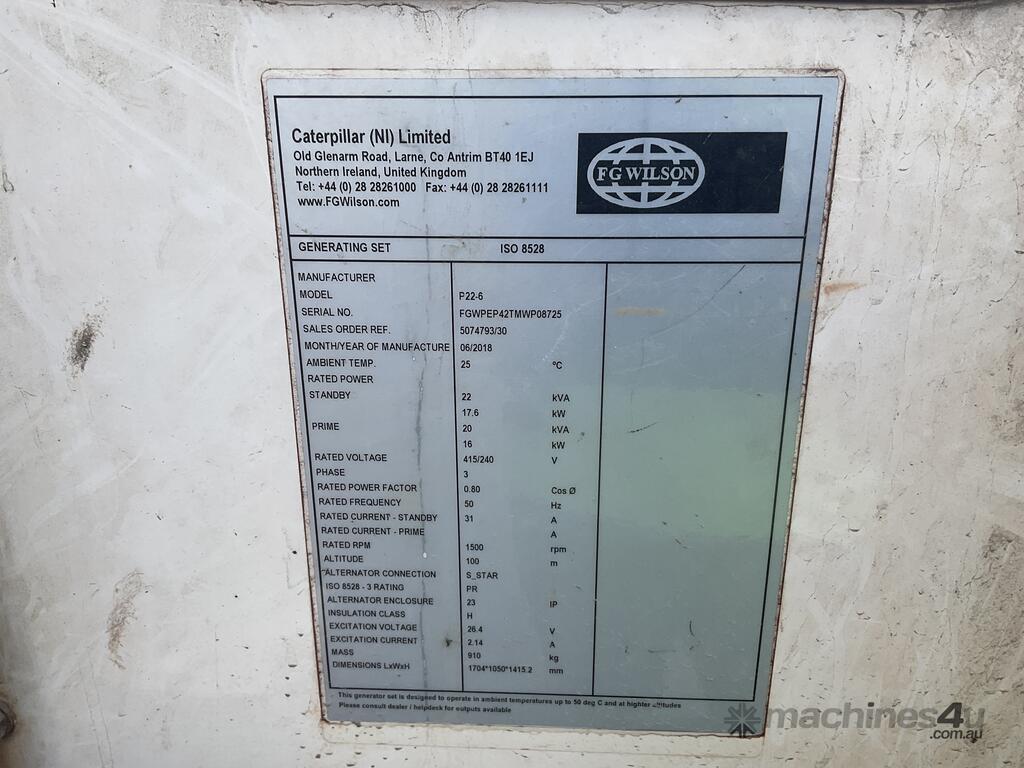 Caterpillar (NI) Limited
Old Glenarm Road, Larne, Co Antrim BT40 1EJ
Northern Ireland, United Kingdom
Tel: +44 (0) 28 28261000 Fax: +44 (0) 28 28261111
www.FGWilson.com
FG WILSON
GENERATING SET ISO 8528
MANUFACTURER
MODEL P22-6
SERIAL NO. FGWPEP42TMWP08725
SALES ORDER REF. 5074793/30
MONTH/YEAR OF MANUFACTURE 06/2018
AMBIENT TEMP. 25 ºC
RATED POWER
STANDBY 22 kVA
17.6 kW
PRIME 20 kVA
16 kW
RATED VOLTAGE 415/240 V
PHASE 3
RATED POWER FACTOR 0.80 Cos Ø
RATED FREQUENCY 50 Hz
RATED CURRENT - STANDBY 31 A
RATED CURRENT - PRIME A
RATED RPM 1500 rpm
ALTITUDE 100 m
ALTERNATOR CONNECTION S_STAR
ISO 8528 - 3 RATING PR
ALTERNATOR ENCLOSURE 23 IP
INSULATION CLASS H
EXCITATION VOLTAGE 26.4 V
EXCITATION CURRENT 2.14 A
MASS 910 kg
DIMENSIONS LxWxH 1704*1050*1415.2 mm
This generator set is designed to operate in ambient temperatures up to 50 deg C and at highter altitudes
Please consult dealer / helpdesk for outputs available
machines4u
.com.au